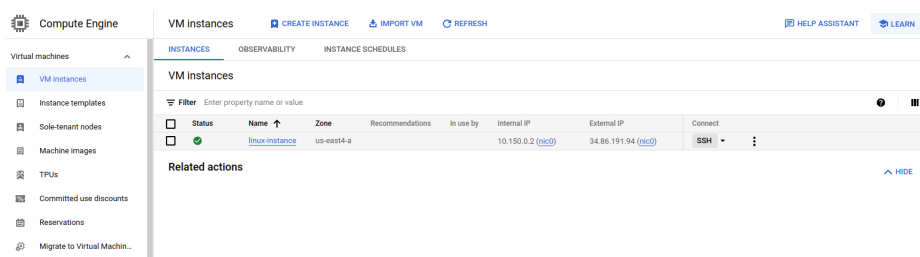 Compute Engine
VM instances CREATE INSTANCE IMPORT VM REFRESH HELP ASSISTANT LEARN
Virtual machines
INSTANCES OBSERVABILITY INSTANCE SCHEDULES
VM instances
VM instances
Instance templates
Filter Enter property name or value
Sole-tenant nodes
Status Name Zone Recommendations In use by Internal IP External IP Connect
Machine images
linux-instance us-east4-a 10.150.0.2 (nic0) 34.86.191.94 (nic0) SSH
TPUs
Related actions HIDE
Committed use discounts
Reservations
Migrate to Virtual Machin...